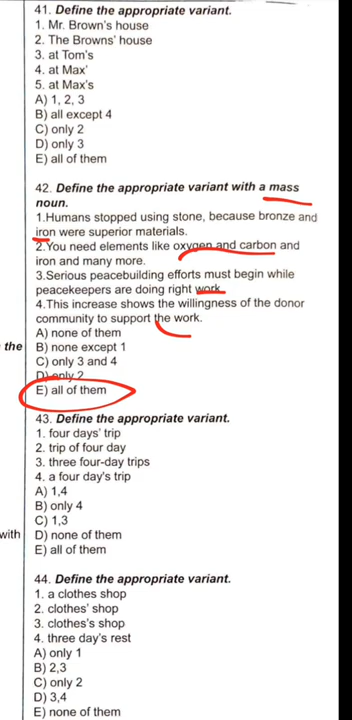 41. Define the appropriate variant.
1. Mr. Brown's house
2. The Browns' house
3. at Tom's
4. at Max'
5. at Max's
A) 1, 2, 3
B) all except 4
C) only 2
D) only 3
E) all of them
42. Define the appropriate variant with a mass
noun.
1.Humans stopped using stone, because bronze and
iron were superior materials.
2.You need elements like oxygen and carbon and
iron and many more.
3.Serious peacebuilding efforts must begin while
peacekeepers are doing right work.
4.This increase shows the willingness of the donor
community to support the work.
A) none of them
the B) none except 1
C) only 3 and 4
D) only 2
E) all of them
43. Define the appropriate variant.
1. four days' trip
2. trip of four day
3. three four-day trips
4. a four day's trip
A) 1,4
B) only 4
C) 1,3
with D) none of them
E) all of them
44. Define the appropriate variant.
1. a clothes shop
2. clothes' shop
3. clothes's shop
4. three day's rest
A) only 1
B) 2,3
C) only 2
D) 3,4
E) none of them